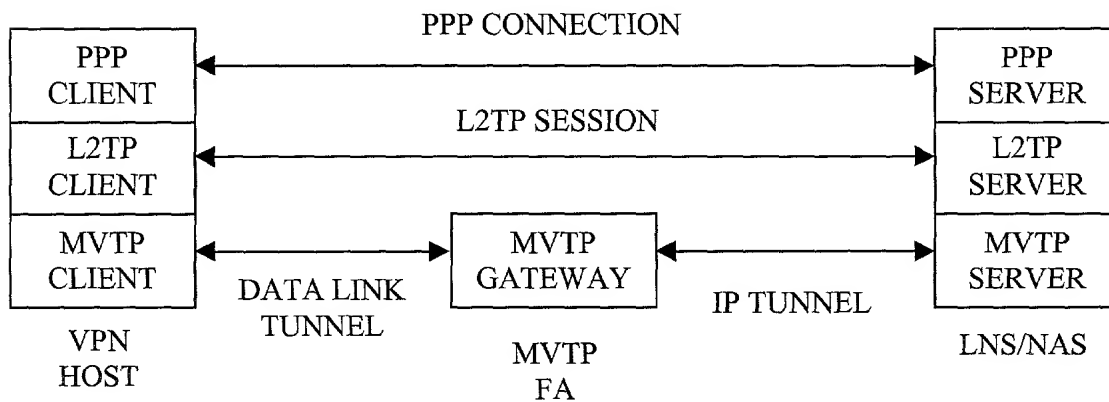 PPP CONNECTION
PPP
CLIENT
PPP
SERVER
L2TP SESSION
L2TP
CLIENT
L2TP
SERVER
MVTP
CLIENT
MVTP
GATEWAY
MVTP
SERVER
DATA LINK
TUNNEL
IP TUNNEL
VPN
HOST
MVTP
FA
LNS/NAS